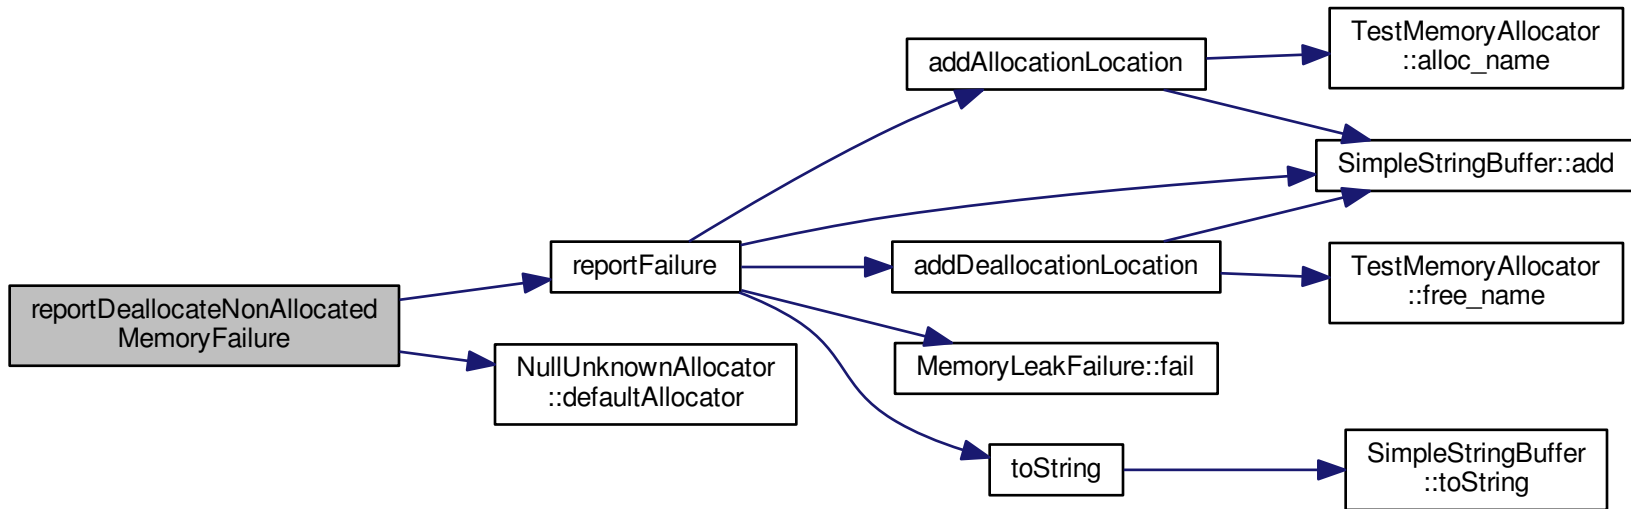 reportDeallocateNonAllocated
MemoryFailure
reportFailure
NullUnknownAllocator
::defaultAllocator
addAllocationLocation
addDeallocationLocation
MemoryLeakFailure::fail
toString
TestMemoryAllocator
::alloc_name
SimpleStringBuffer::add
TestMemoryAllocator
::free_name
SimpleStringBuffer
::toString